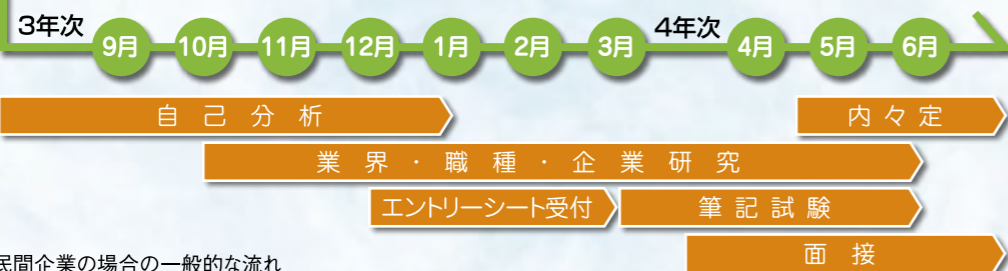 3年次 9月 10月 11月 12月 1月 2月 3月 4年次 4月 5月 6月
自己分析 内々定
業界・職種・企業研究
エントリーシート受付 筆記試験
面接
民間企業の場合の一般的な流れ